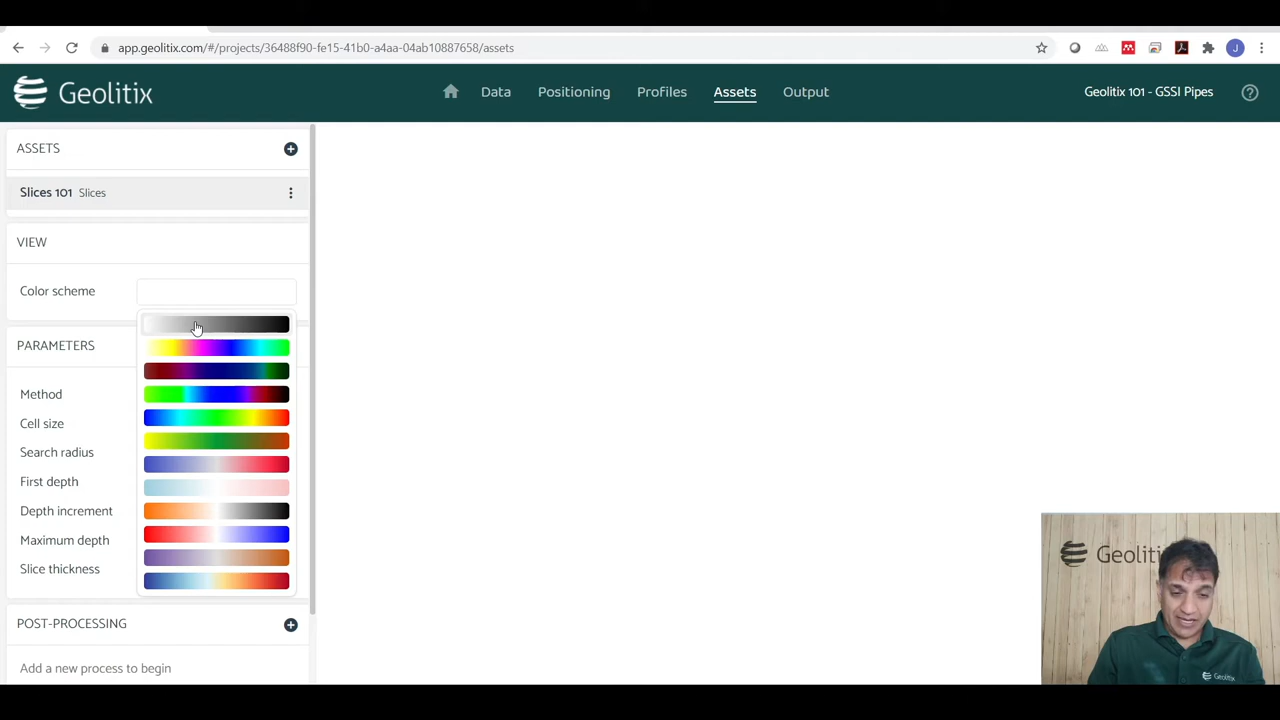 app.geolitix.com/#/projects/36488f90-fe15-41b0-a4aa-04ab10887658/assets
J
Geolitix
Data
Positioning
Profiles
Assets
Output
Geolitix 101 - GSSI Pipes
ASSETS
Slices 101 Slices
VIEW
Color scheme
PARAMETERS
Method
Cell size
Search radius
First depth
Depth increment
Maximum depth
Slice thickness
POST-PROCESSING
Add a new process to begin
Geolitix